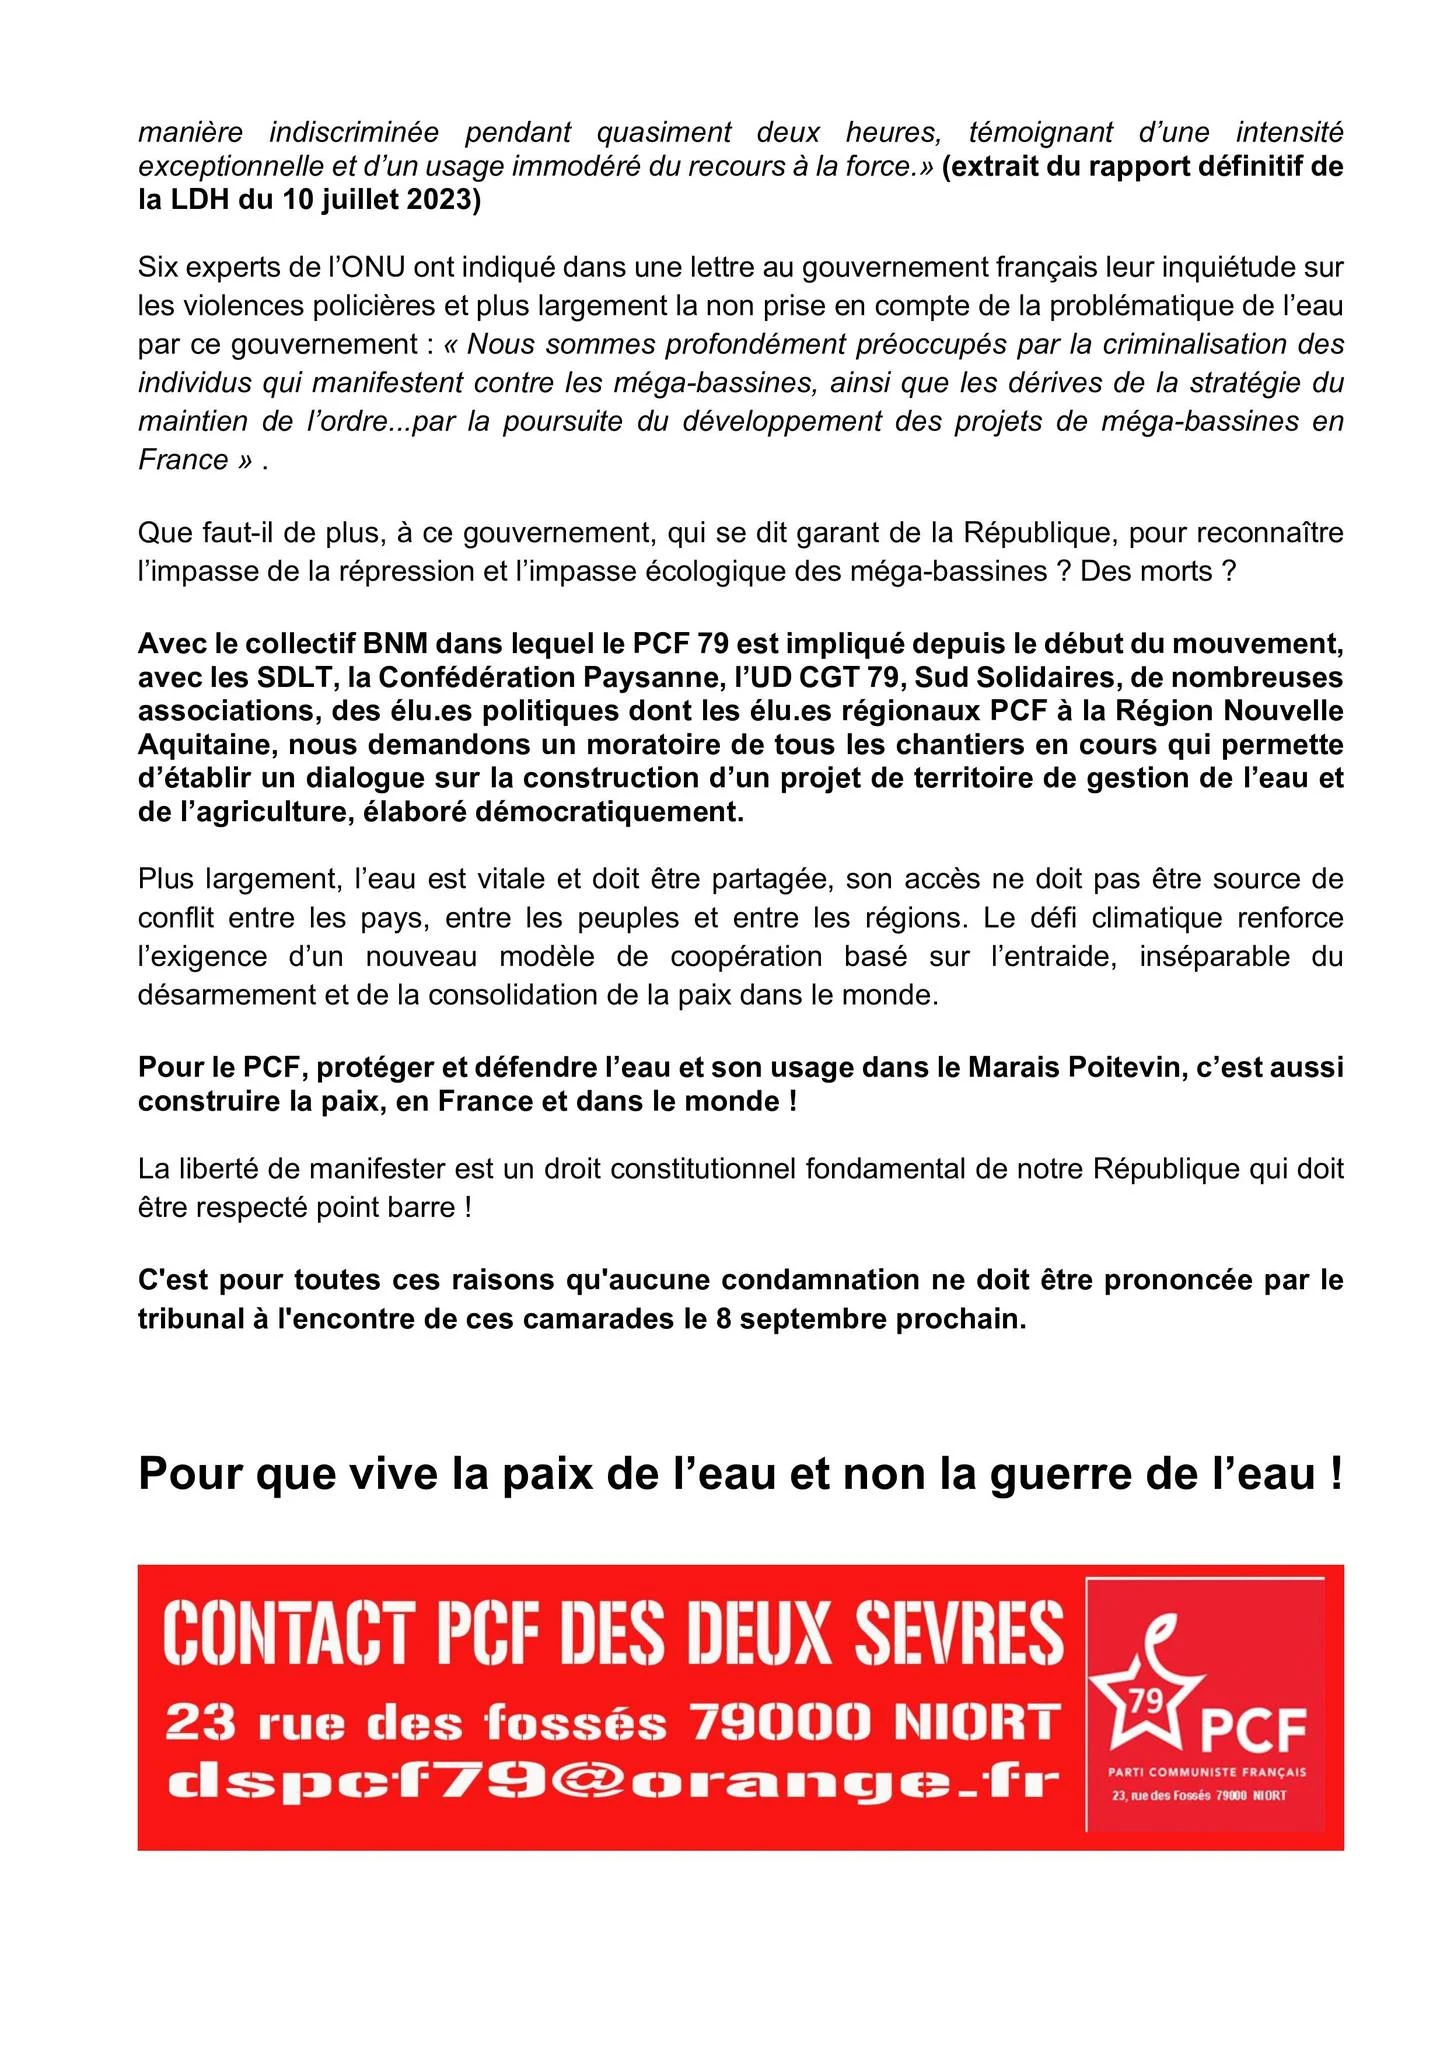 manière indiscriminée pendant quasiment deux heures, témoignant d’une intensité
exceptionnelle et d’un usage immodéré du recours à la force.» (extrait du rapport définitif de
la LDH du 10 juillet 2023)
Six experts de l’ONU ont indiqué dans une lettre au gouvernement français leur inquiétude sur
les violences policières et plus largement la non prise en compte de la problématique de l’eau
par ce gouvernement : « Nous sommes profondément préoccupés par la criminalisation des
individus qui manifestent contre les méga-bassines, ainsi que les dérives de la stratégie du
maintien de l’ordre...par la poursuite du développement des projets de méga-bassines en
France » .
Que faut-il de plus, à ce gouvernement, qui se dit garant de la République, pour reconnaître
l’impasse de la répression et l’impasse écologique des méga-bassines ? Des morts ?
Avec le collectif BNM dans lequel le PCF 79 est impliqué depuis le début du mouvement,
avec les SDLT, la Confédération Paysanne, l’UD CGT 79, Sud Solidaires, de nombreuses
associations, des élu.es politiques dont les élu.es régionaux PCF à la Région Nouvelle
Aquitaine, nous demandons un moratoire de tous les chantiers en cours qui permette
d’établir un dialogue sur la construction d’un projet de territoire de gestion de l’eau et
de l’agriculture, élaboré démocratiquement.
Plus largement, l’eau est vitale et doit être partagée, son accès ne doit pas être source de
conflit entre les pays, entre les peuples et entre les régions. Le défi climatique renforce
l’exigence d’un nouveau modèle de coopération basé sur l’entraide, inséparable du
désarmement et de la consolidation de la paix dans le monde.
Pour le PCF, protéger et défendre l’eau et son usage dans le Marais Poitevin, c’est aussi
construire la paix, en France et dans le monde !
La liberté de manifester est un droit constitutionnel fondamental de notre République qui doit
être respecté point barre !
C'est pour toutes ces raisons qu'aucune condamnation ne doit être prononcée par le
tribunal à l'encontre de ces camarades le 8 septembre prochain.
Pour que vive la paix de l’eau et non la guerre de l’eau !
CONTACT PCF DES DEUX SEVRES
23 rue des fossés 79000 NIORT
dspcf79@orange.fr
79
PCF
PARTI COMMUNISTE FRANÇAIS
23, rue des Fossés 79000 NIORT